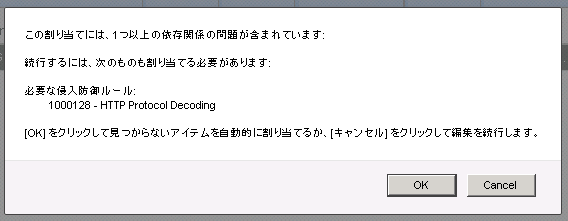 この割り当てには、1つ以上の依存関係の問題が含まれています:
続行するには、次のものも割り当てる必要があります:
必要な侵入防御ルール:
1000128 - HTTP Protocol Decoding
[OK] をクリックして見つからないアイテムを自動的に割り当てるか、[キャンセル] をクリックして編集を続行します。
OK
Cancel